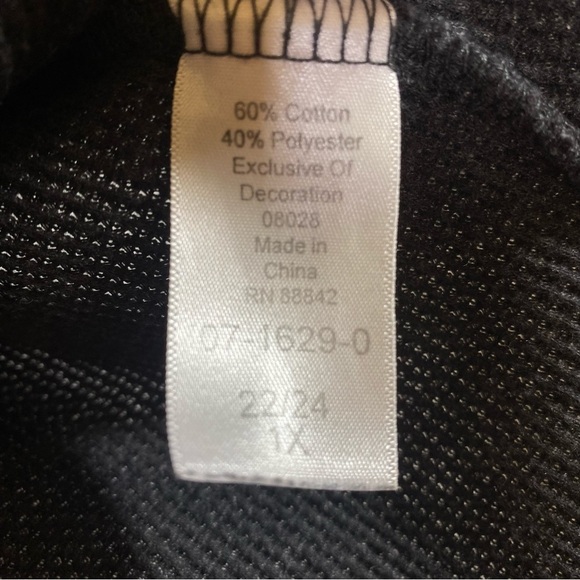 60% Cotton
40% Polyester
Exclusive Of
Decoration
08028
Made in
China
RN 88842
07-1629-0
22/24
1X